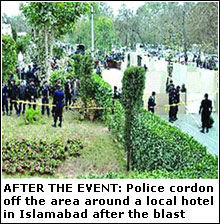 AFTER THE EVENT: Police cordon
off the area around a local hotel
in Islamabad after the blast